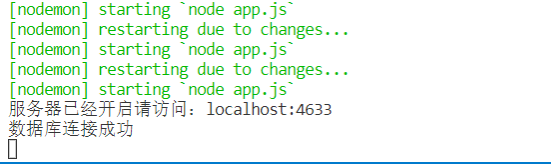 [nodemon] starting `node app.js`
[nodemon] restarting due to changes...
[nodemon] starting `node app.js`
[nodemon] restarting due to changes...
[nodemon] starting `node app.js`
服务器已经开启请访问：localhost:4633
数据库连接成功